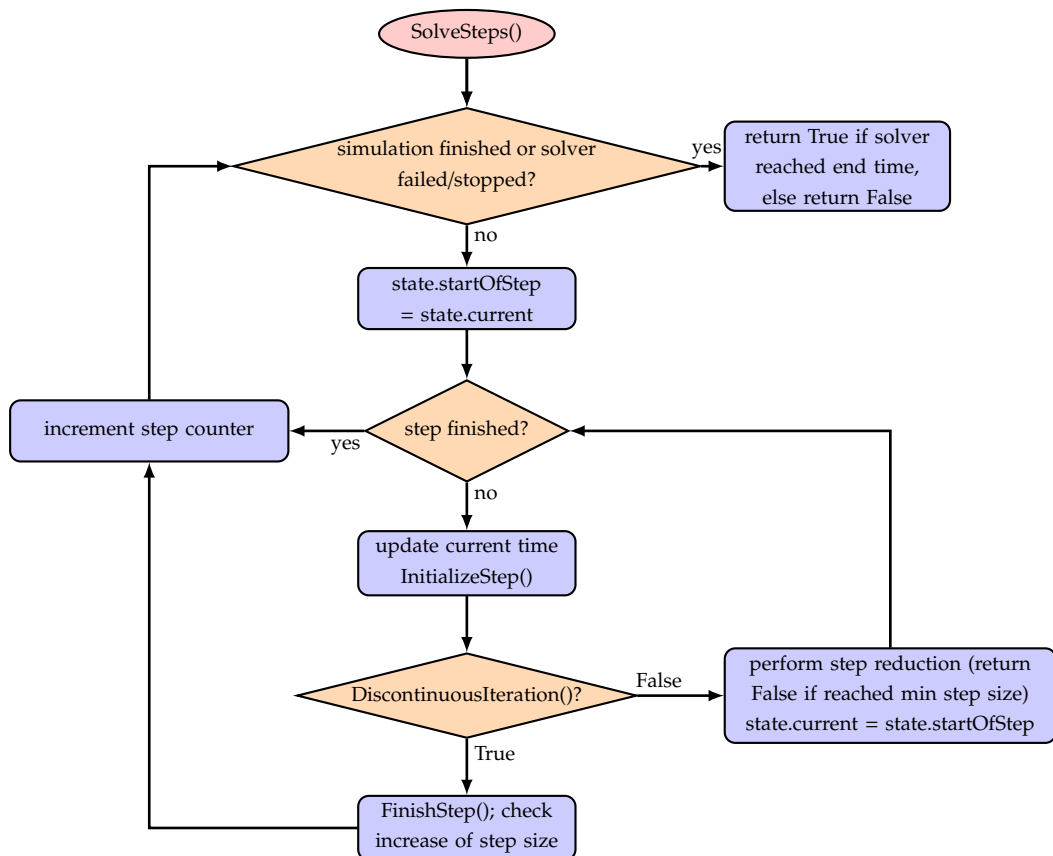 SolveSteps()
simulation finished or solver
failed/stopped?
yes
return True if solver
reached end time,
else return False
no
state.startOfStep
= state.current
increment step counter
yes
step finished?
no
update current time
InitializeStep()
DiscontinuousIteration()?
False
perform step reduction (return
False if reached min step size)
state.current = state.startOfStep
True
FinishStep(); check
increase of step size